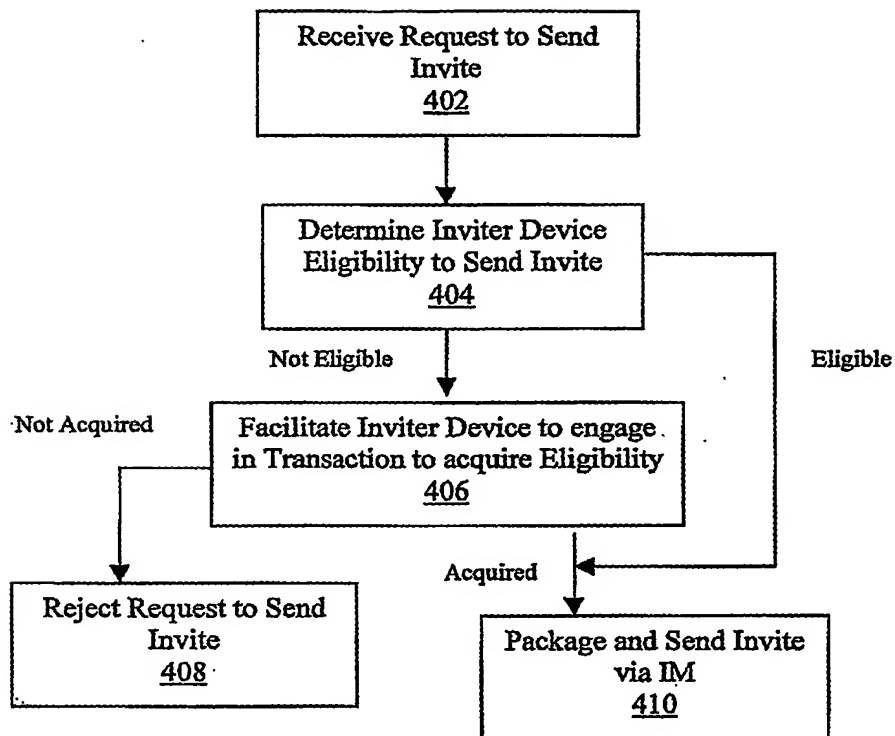 Receive Request to Send
Invite
402
Determine Inviter Device
Eligibility to Send Invite
404
Not Eligible
Eligible
Not Acquired
Facilitate Inviter Device to engage
in Transaction to acquire Eligibility
406
Acquired
Reject Request to Send
Invite
408
Package and Send Invite
via IM
410